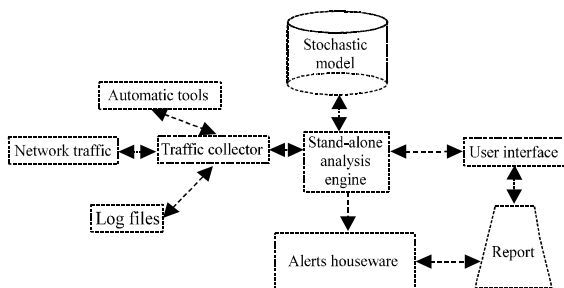 Stochastic
model
Automatic tools
Network traffic
Traffic collector
Stand-alone
analysis
engine
User interface
Log files
Alerts houseware
Report